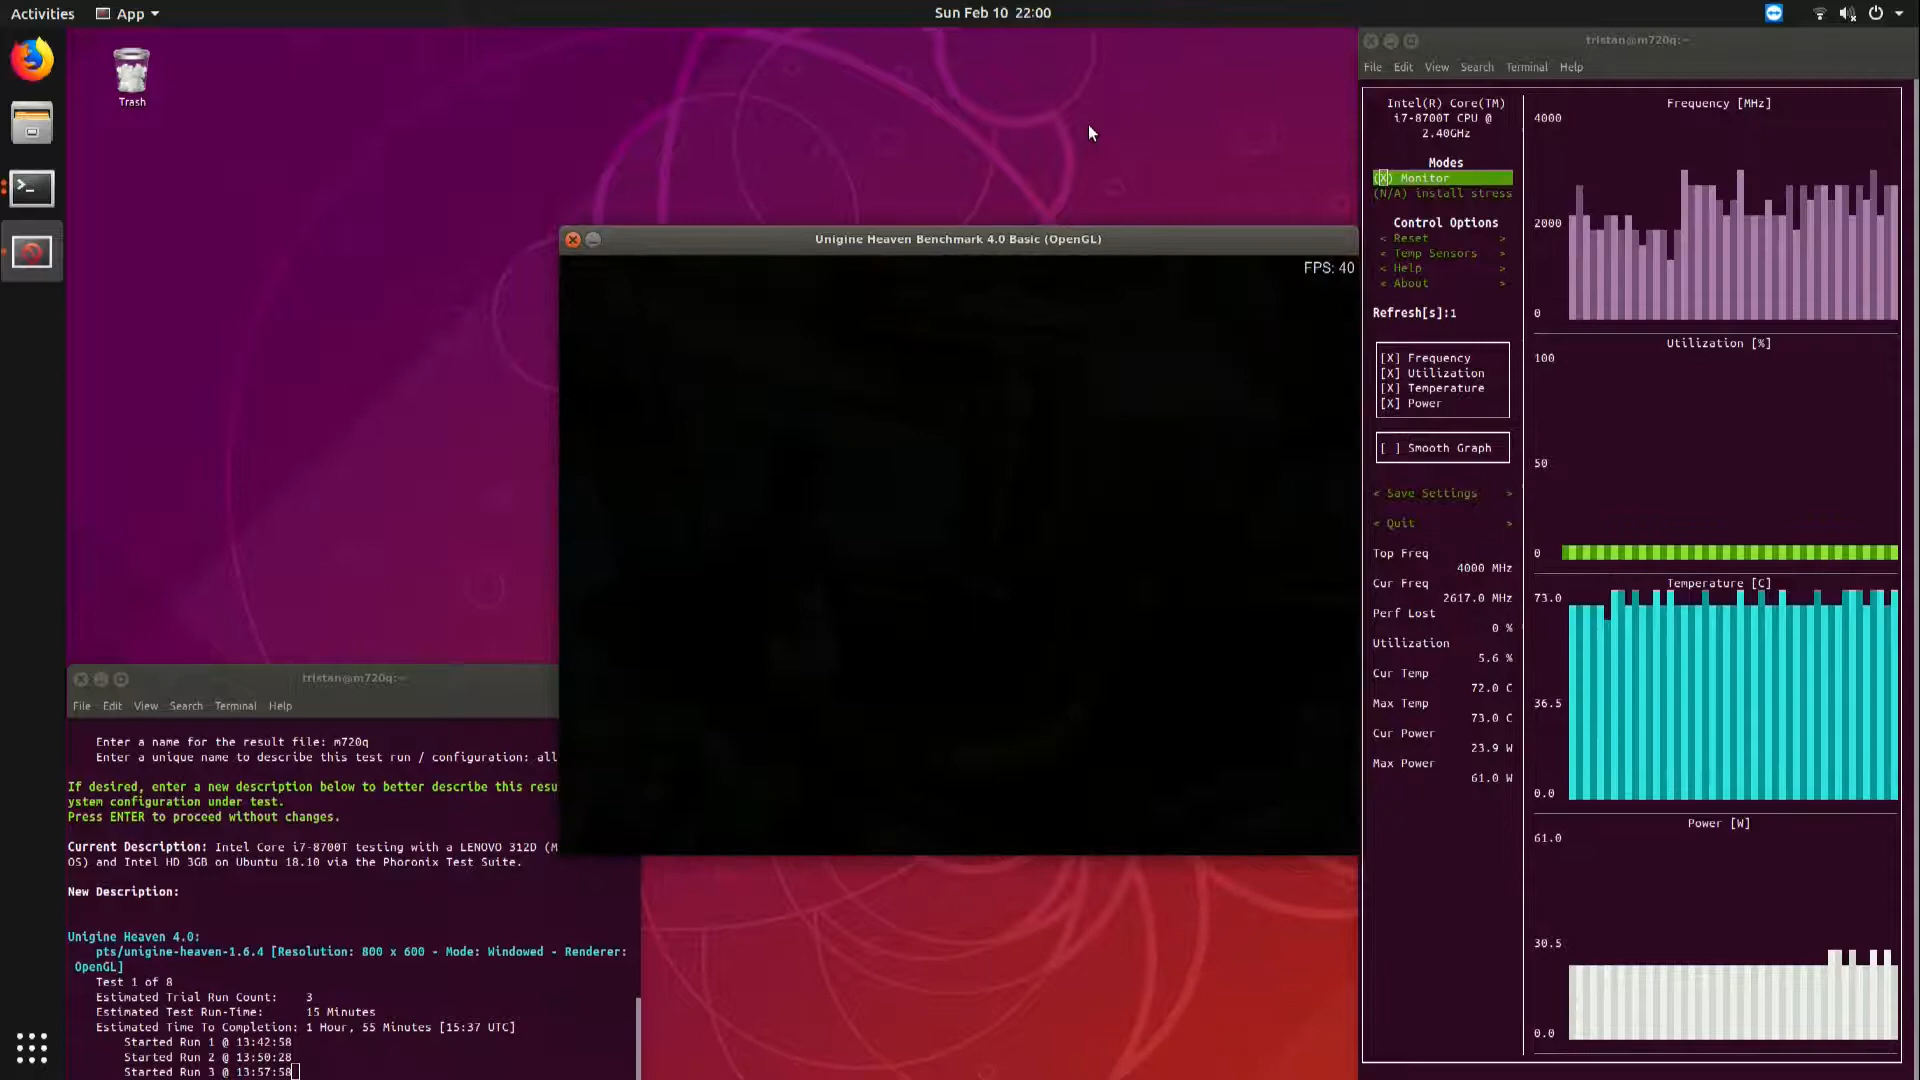 Activities
App
Sun Feb 10 22:00
Trash
Unigine Heaven Benchmark 4.0 Basic (OpenGL)
FPS: 40
tristan@m720q:~
File Edit View Search Terminal Help
Enter a name for the result file: m720q
Enter a unique name to describe this test run / configuration: all
If desired, enter a new description below to better describe this resu
ystem configuration under test.
Press ENTER to proceed without changes.
Current Description: Intel Core i7-8700T testing with a LENOVO 312D (M
OS) and Intel HD 3GB on Ubuntu 18.10 via the Phoronix Test Suite.
New Description:
Unigine Heaven 4.0:
pts/unigine-heaven-1.6.4 [Resolution: 800 x 600 - Mode: Windowed - Renderer:
OpenGL]
Test 1 of 8
Estimated Trial Run Count: 3
Estimated Test Run-Time: 15 Minutes
Estimated Time To Completion: 1 Hour, 55 Minutes [15:37 UTC]
Started Run 1 @ 13:42:58
Started Run 2 @ 13:50:28
Started Run 3 @ 13:57:58
tristan@m720q:~
File Edit View Search Terminal Help
Intel(R) Core(TM)
i7-8700T CPU @
2.40GHz
Modes
(X) Monitor
(N/A) install stress
Control Options
< Reset >
< Temp Sensors >
< Help >
< About >
Refresh[s]:1
[X] Frequency
[X] Utilization
[X] Temperature
[X] Power
[ ] Smooth Graph
< Save Settings >
< Quit >
Top Freq
4000 MHz
Cur Freq
2617.0 MHz
Perf Lost
0 %
Utilization
5.6 %
Cur Temp
72.0 C
Max Temp
73.0 C
Cur Power
23.9 W
Max Power
61.0 W
Frequency [MHz]
4000
2000
0
Utilization [%]
100
50
0
Temperature [C]
73.0
36.5
0.0
Power [W]
61.0
30.5
0.0